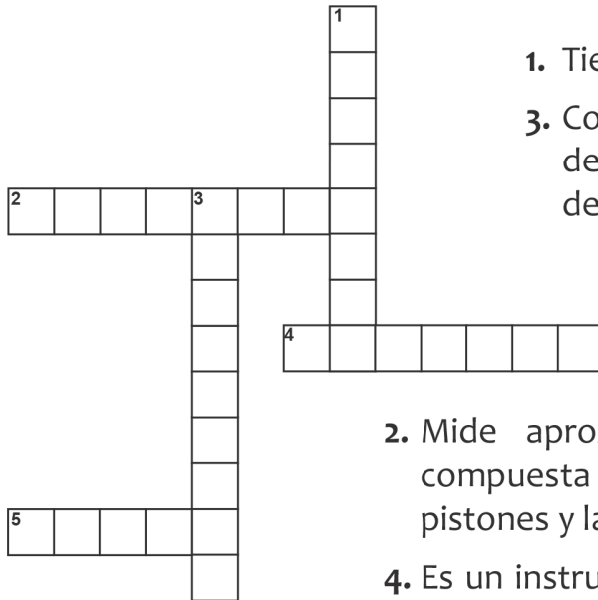 1
1. Tie
3. Co
de
de
2
3
4
2. Mide apro
compuesta
pistones y la
5
4. Es un instru